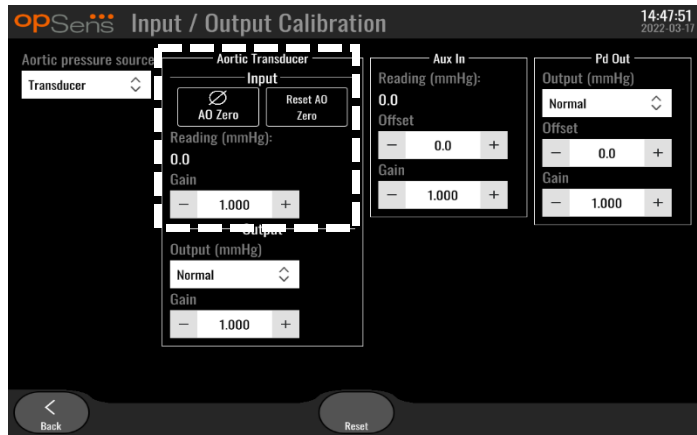 opSens Input / Output Calibration
14:47:51
2022-03-17
Aortic pressure source
Transducer
Aortic Transducer
Input
AO Zero
Reset AO
Zero
Reading (mmHg):
0.0
Gain
− 1.000 +
Output
Output (mmHg)
Normal
Gain
− 1.000 +
Aux In
Reading (mmHg):
0.0
Offset
− 0.0 +
Gain
− 1.000 +
Pd Out
Output (mmHg)
Normal
Offset
− 0.0 +
Gain
− 1.000 +
Back
Reset